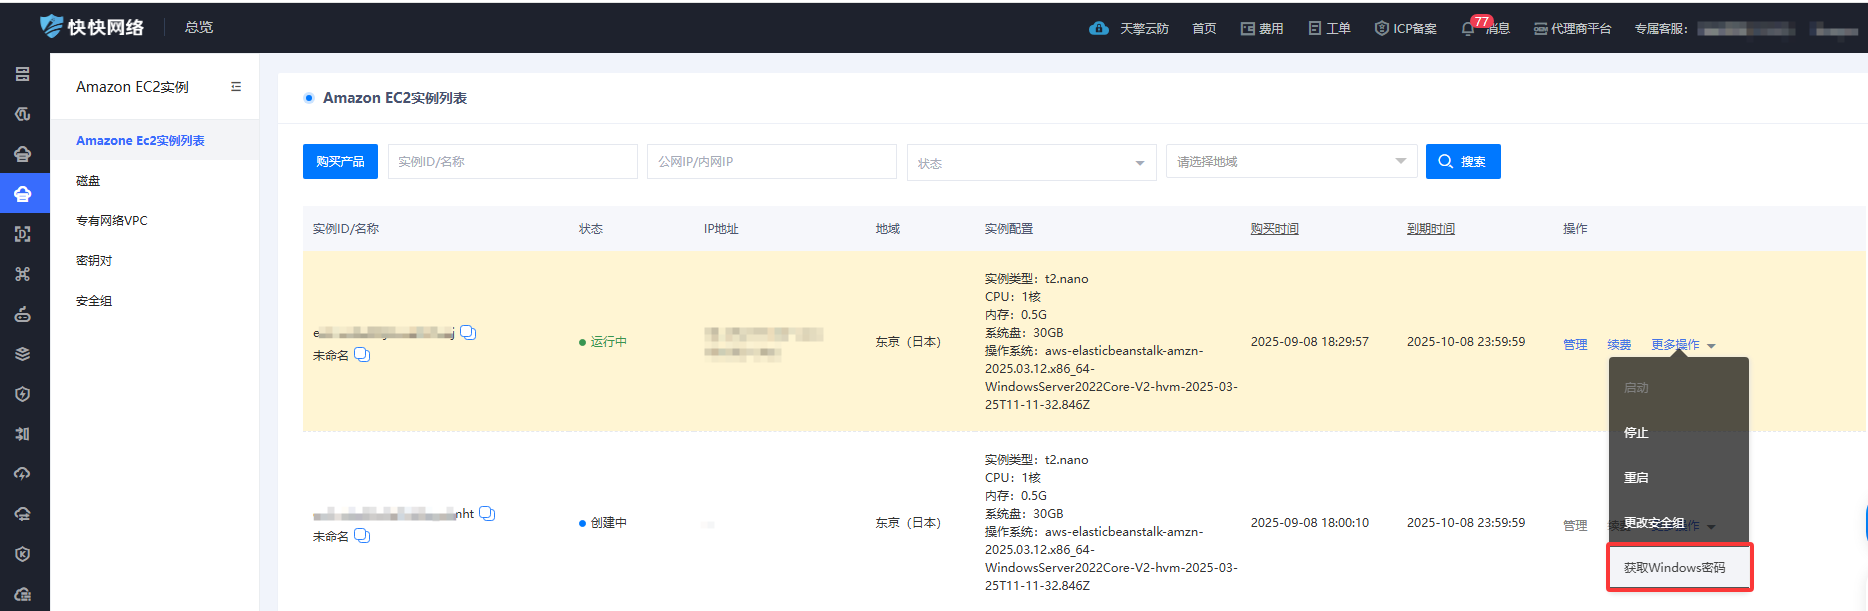 快快网络
总览
天擎云防
首页
费用
工单
ICP备案
77
消息
代理商平台
专属客服：
Amazon EC2实例
Amazone Ec2实例列表
磁盘
专有网络VPC
密钥对
安全组
Amazon EC2实例列表
购买产品
实例ID/名称
公网IP/内网IP
状态
请选择地域
搜索
实例ID/名称
状态
IP地址
地域
实例配置
购买时间
到期时间
操作
未命名
运行中
东京（日本）
实例类型：t2.nano
CPU：1核
内存：0.5G
系统盘：30GB
操作系统：aws-elasticbeanstalk-amzn-
2025.03.12.x86_64-
WindowsServer2022Core-V2-hvm-2025-03-
25T11-11-32.846Z
2025-09-08 18:29:57
2025-10-08 23:59:59
管理
续费
更多操作
启动
停止
重启
更改安全组
获取Windows密码
nht
未命名
创建中
东京（日本）
实例类型：t2.nano
CPU：1核
内存：0.5G
系统盘：30GB
操作系统：aws-elasticbeanstalk-amzn-
2025.03.12.x86_64-
WindowsServer2022Core-V2-hvm-2025-03-
25T11-11-32.846Z
2025-09-08 18:00:10
2025-10-08 23:59:59
管理